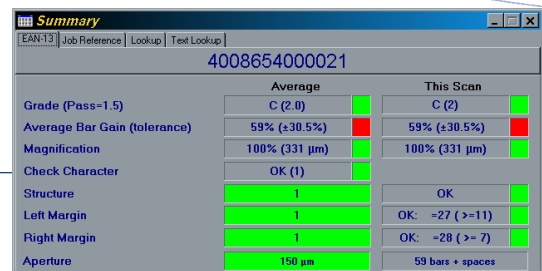 Summary
EAN-13 Job Reference Lookup Text Lookup
4008654000021
Average This Scan
Grade (Pass=1.5) C (2.0) C (2)
Average Bar Gain (tolerance) 59% (±30.5%) 59% (±30.5%)
Magnification 100% (331 µm) 100% (331 µm)
Check Character OK (1)
Structure 1 OK
Left Margin 1 OK: =27 ( >=11)
Right Margin 1 OK: =28 ( >= 7)
Aperture 150 µm 59 bars + spaces